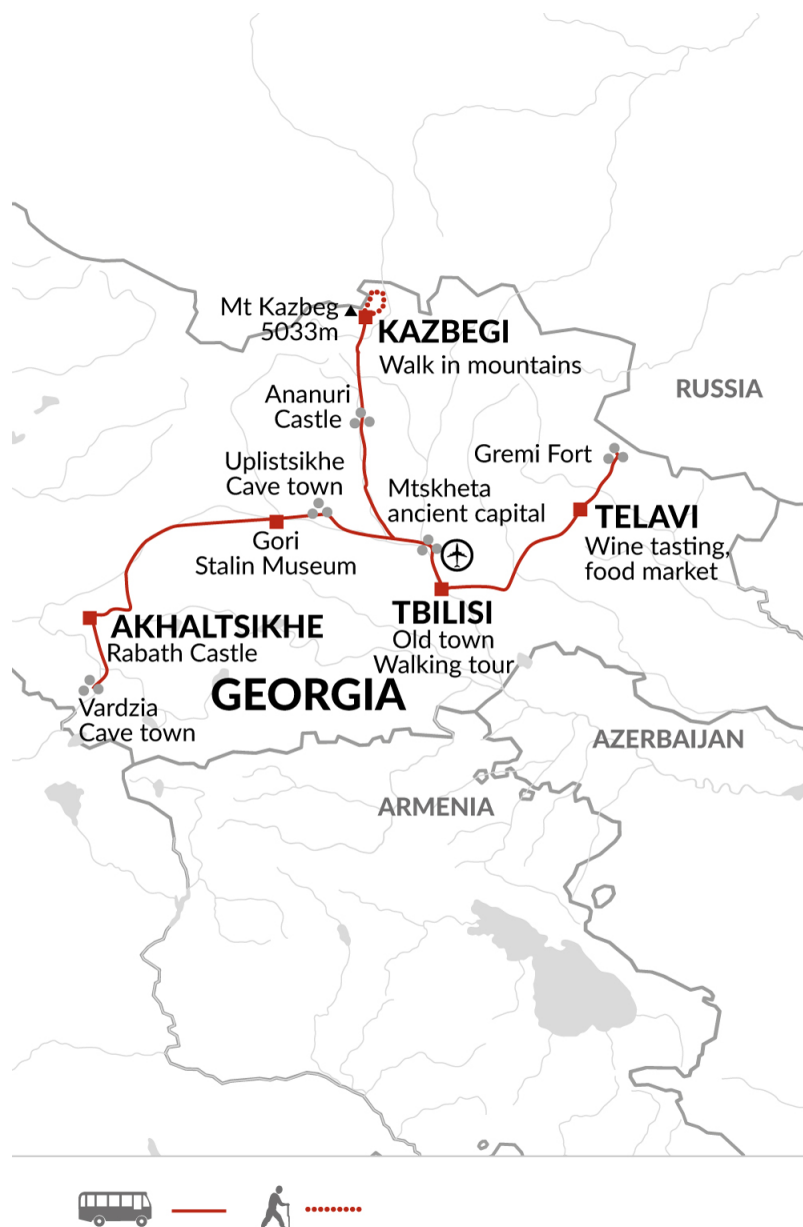 Mt Kazbeg
5033m
KAZBEGI
Walk in mountains
RUSSIA
Ananuri
Castle
Gremi Fort
Uplistsikhe
Cave town
Mtskheta
ancient capital
TELAVI
Wine tasting,
food market
Gori
Stalin Museum
TBILISI
Old town
Walking tour
AKHALTSIKHE
Rabath Castle
GEORGIA
Vardzia
Cave town
AZERBAIJAN
ARMENIA